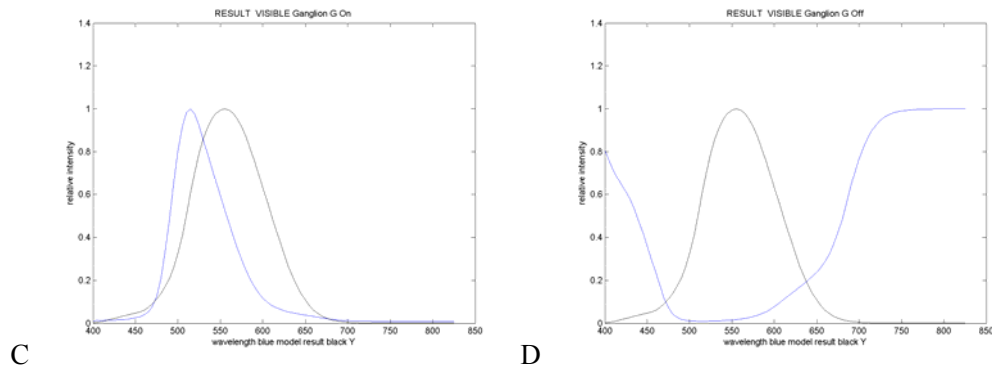 RESULT  VISIBLE Ganglion G On
1.4
1.2
1
0.8
0.6
0.4
0.2
0
relative intensity
400 450 500 550 600 650 700 750 800 850
wavelength blue model result black Y
C
RESULT  VISIBLE Ganglion G Off
1.4
1.2
1
0.8
0.6
0.4
0.2
0
relative intensity
400 450 500 550 600 650 700 750 800 850
wavelength blue model result black Y
D